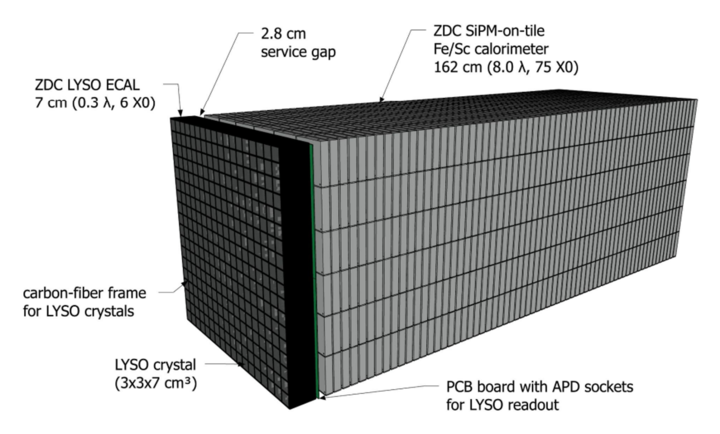 2.8 cm
service gap
ZDC SiPM-on-tile
Fe/Sc calorimeter
162 cm (8.0 λ, 75 X0)
ZDC LYSO ECAL
7 cm (0.3 λ, 6 X0)
carbon-fiber frame
for LYSO crystals
LYSO crystal
(3x3x7 cm³)
PCB board with APD sockets
for LYSO readout